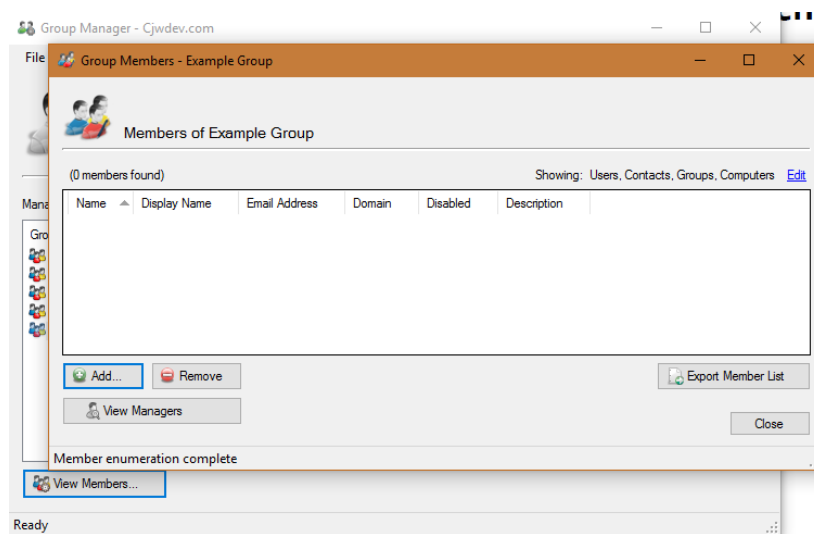 Group Manager - Cjwdev.com
File
Group Members - Example Group
Members of Example Group
(0 members found) Showing: Users, Contacts, Groups, Computers Edit
Name Display Name Email Address Domain Disabled Description
Add... Remove Export Member List
View Managers
Close
Member enumeration complete
View Members...
Ready